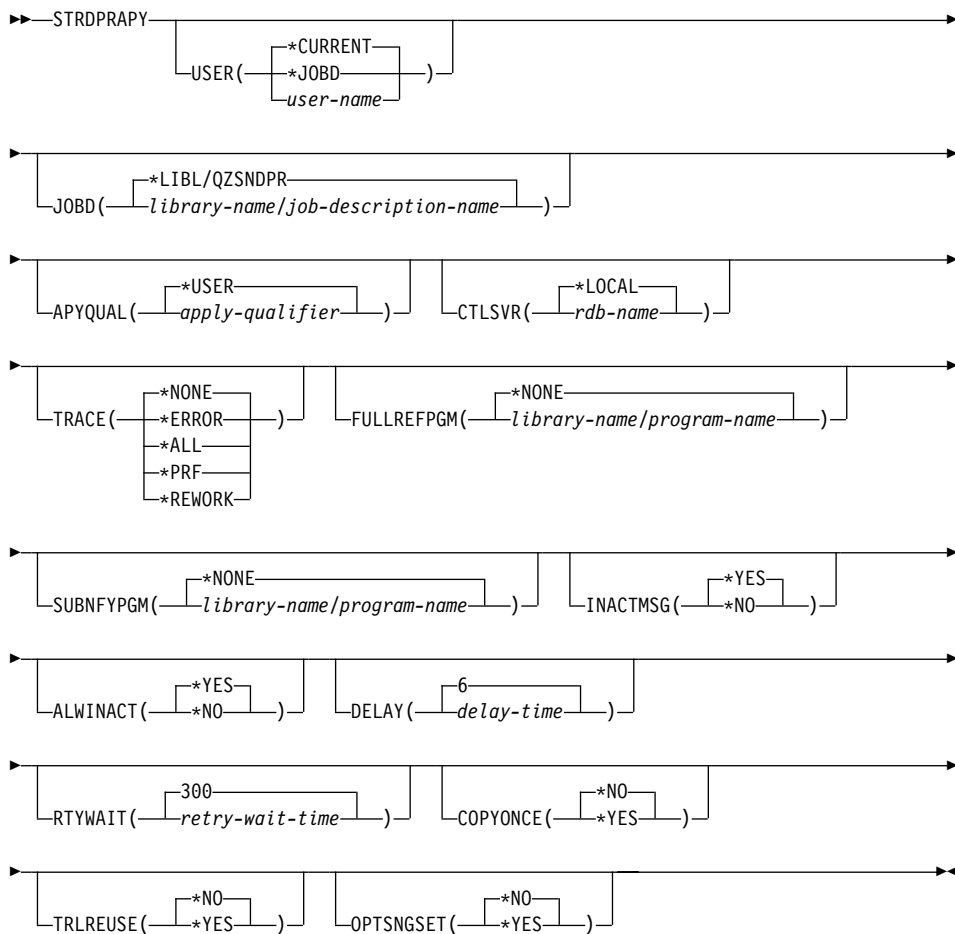 STRDPRAPY
USER( *CURRENT )
*JOBD
user-name
JOBD( *LIBL/QZSNDPR )
library-name/job-description-name
APYQUAL( *USER ) CTLSVR( *LOCAL )
apply-qualifier rdb-name
TRACE( *NONE ) FULLREFPGM( *NONE )
*ERROR library-name/program-name
*ALL
*PRF
*REWORK
SUBNFYPGM( *NONE ) INACTMSG( *YES )
library-name/program-name *NO
ALWINACT( *YES ) DELAY( 6 )
*NO delay-time
RTYWAIT( 300 ) COPYONCE( *NO )
retry-wait-time *YES
TRLREUSE( *NO ) OPTSNGSET( *NO )
*YES *YES